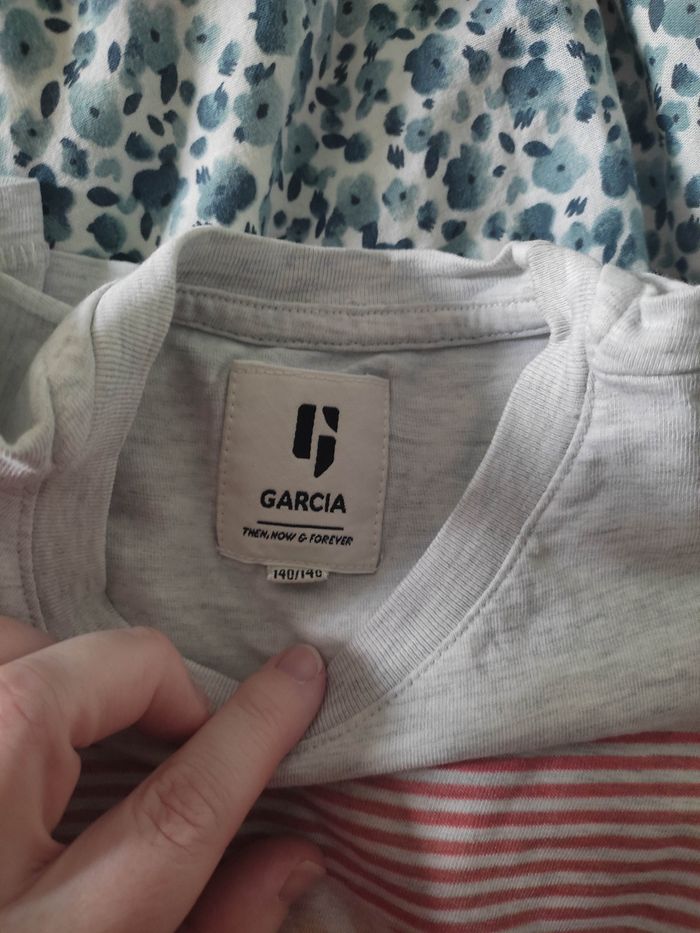 GARCIA
THEN, NOW & FOREVER
140/146